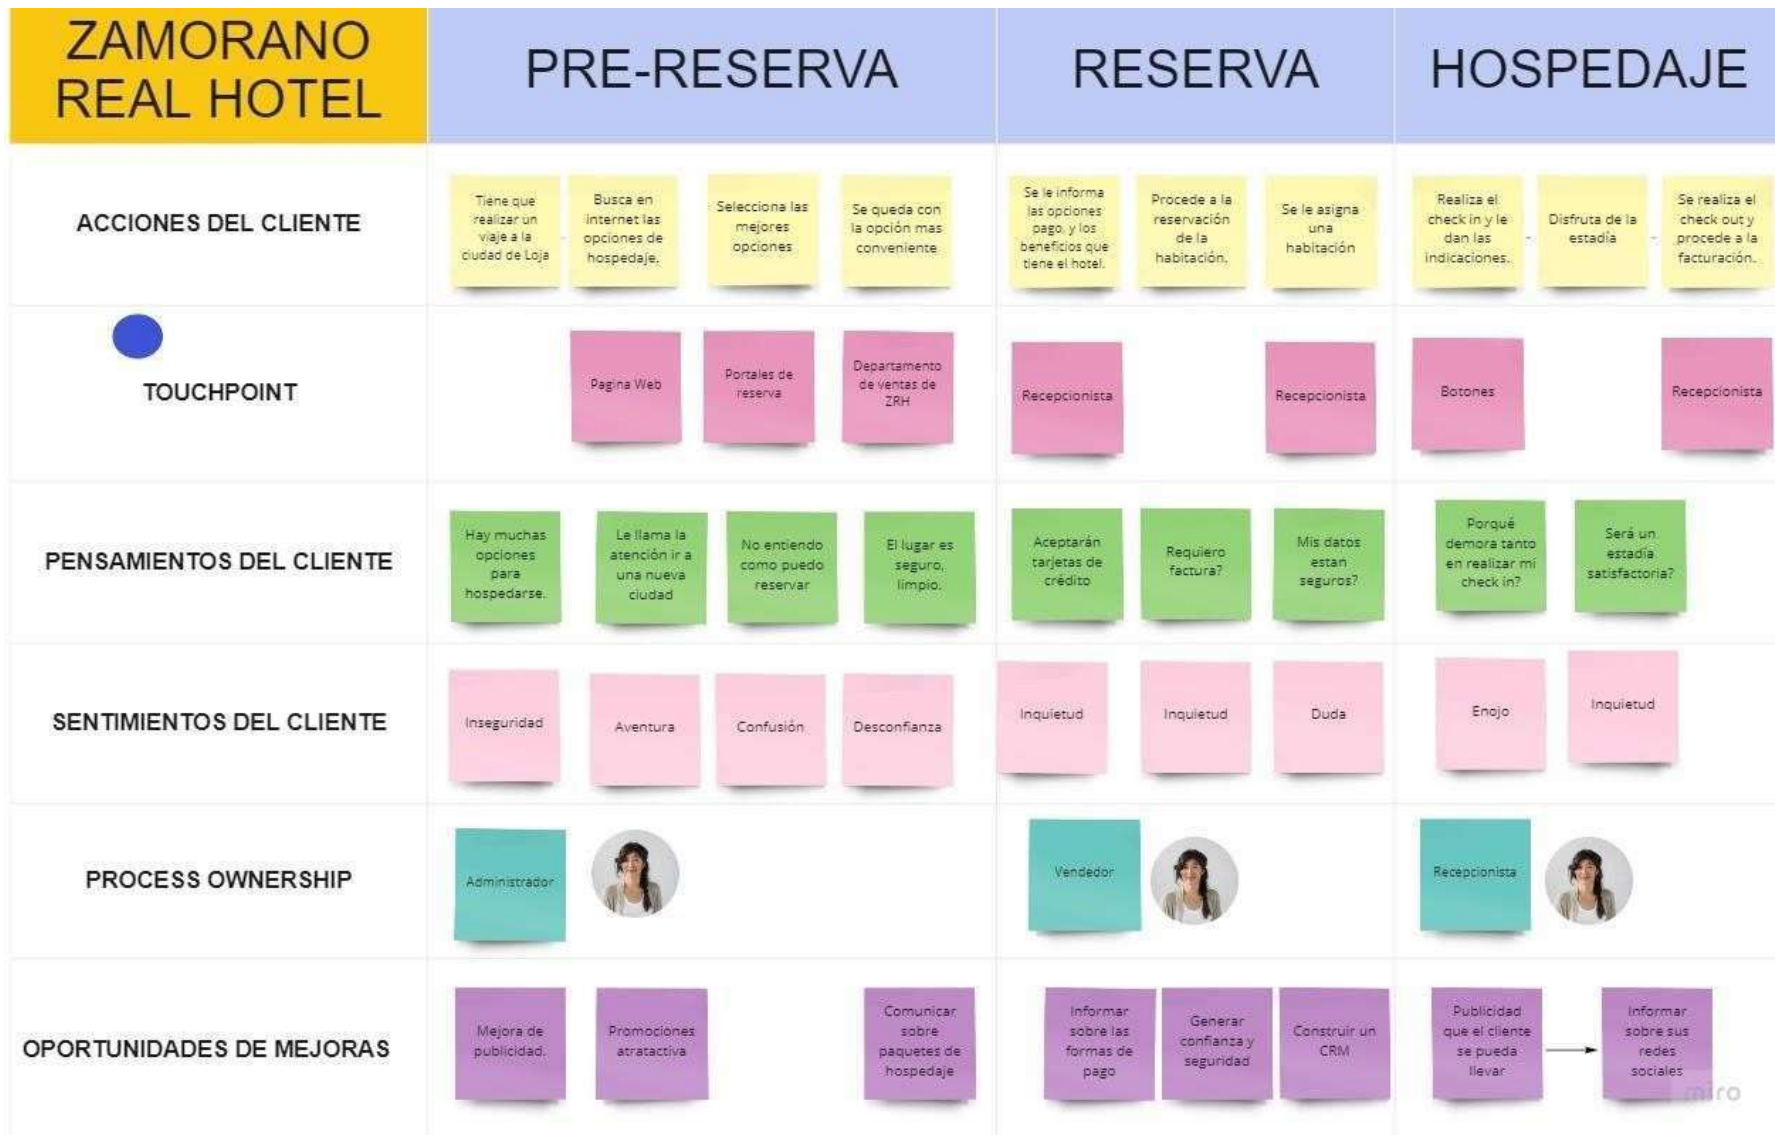 ZAMORANO
REAL HOTEL
PRE-RESERVA
RESERVA
HOSPEDAJE
ACCIONES DEL CLIENTE
Tiene que
realizar un
viaje a la
ciudad de Loja
Busca en
internet las
opciones de
hospedaje.
Selecciona las
mejores
opciones
Se queda con
la opción mas
conveniente
Se le informa
las opciones
pago, y los
beneficios que
tiene el hotel.
Procede a la
reservación
de la
habitación.
Se le asigna
una
habitación
Realiza el
check in y le
dan las
indicaciones.
Disfruta de la
estadía
Se realiza el
check out y
procede a la
facturación.
TOUCHPOINT
Pagina Web
Portales de
reserva
Departamento
de ventas de
ZRH
Recepcionista
Recepcionista
Botones
Recepcionista
PENSAMIENTOS DEL CLIENTE
Hay muchas
opciones
para
hospedarse.
Le llama la
atención ir a
una nueva
ciudad
No entiendo
como puedo
reservar
El lugar es
seguro,
limpio.
Aceptarán
tarjetas de
crédito
Requiero
factura?
Mis datos
estan
seguros?
Porqué
demora tanto
en realizar mi
check in?
Será un
estadía
satisfactoria?
SENTIMIENTOS DEL CLIENTE
Inseguridad
Aventura
Confusión
Desconfianza
Inquietud
Inquietud
Duda
Enojo
Inquietud
PROCESS OWNERSHIP
Administrador
Vendedor
Recepcionista
OPORTUNIDADES DE MEJORAS
Mejora de
publicidad.
Promociones
atratactiva
Comunicar
sobre
paquetes de
hospedaje
Informar
sobre las
formas de
pago
Generar
confianza y
seguridad
Construir un
CRM
Publicidad
que el cliente
se pueda
llevar
Informar
sobre sus
redes
sociales
miro